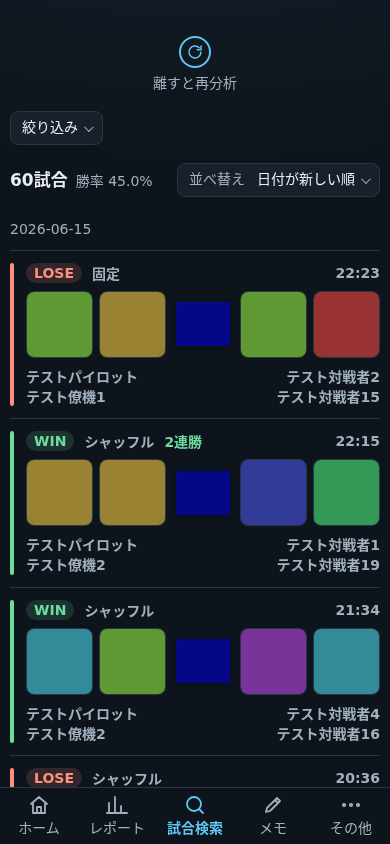 離すと再分析
絞り込み
60試合 勝率 45.0% 並べ替え 日付が新しい順
2026-06-15
LOSE 固定 22:23
テストパイロット テスト対戦者2
テスト僚機1 テスト対戦者15
WIN シャッフル 2連勝 22:15
テストパイロット テスト対戦者1
テスト僚機2 テスト対戦者19
WIN シャッフル 21:34
テストパイロット テスト対戦者4
テスト僚機2 テスト対戦者16
LOSE シャッフル 20:36
ホーム レポート 試合検索 メモ その他